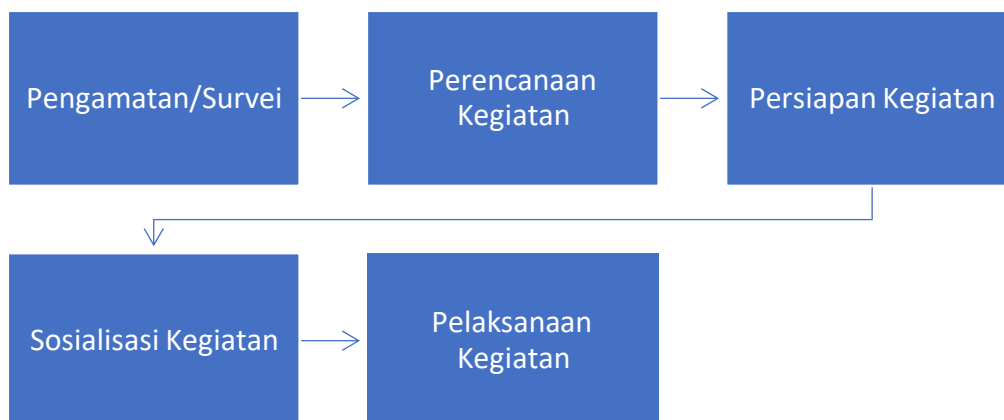 Pengamatan/Survei
Perencanaan
Kegiatan
Persiapan Kegiatan
Sosialisasi Kegiatan
Pelaksanaan
Kegiatan